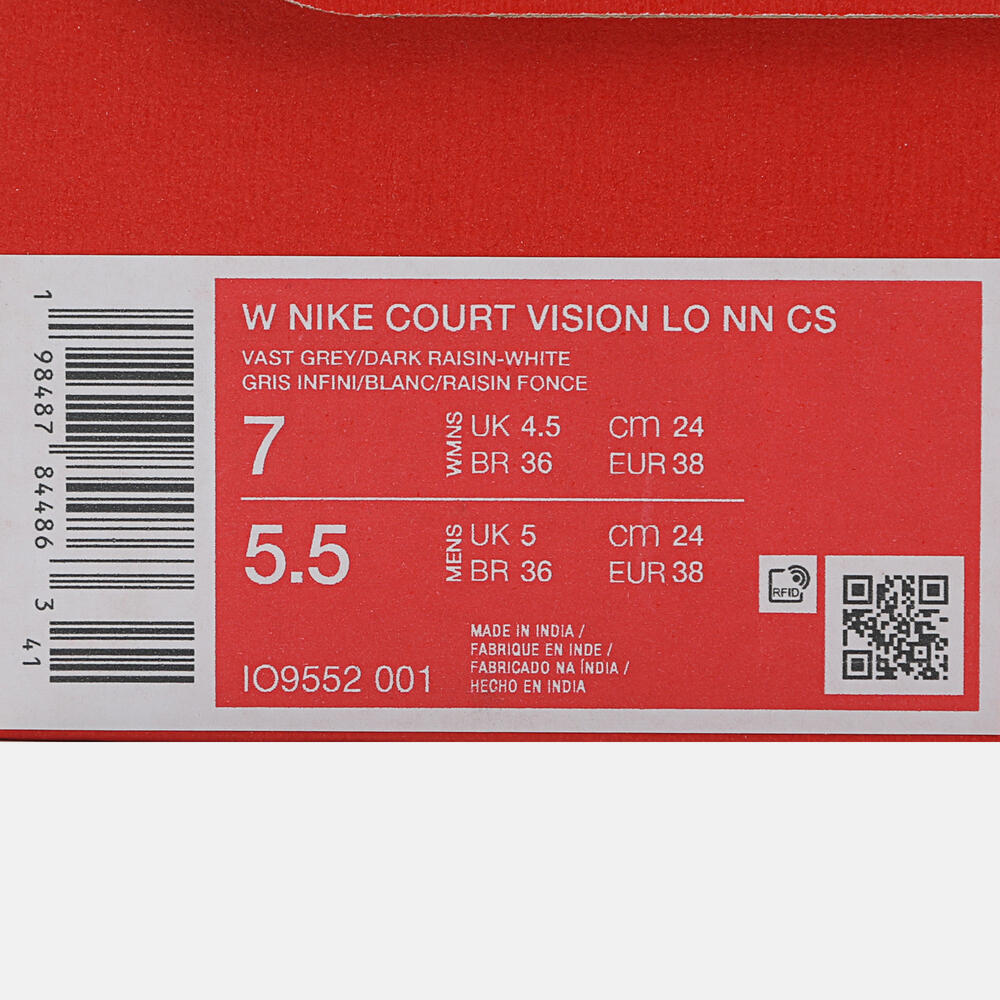 W NIKE COURT VISION LO NN CS
VAST GREY/DARK RAISIN-WHITE
GRIS INFINI/BLANC/RAISIN FONCE
7 WMNS UK 4.5 cm 24
BR 36 EUR 38
5.5 MENS UK 5 cm 24
BR 36 EUR 38
RFID
MADE IN INDIA /
FABRIQUE EN INDE /
FABRICADO NA ÍNDIA /
HECHO EN INDIA
IO9552 001
1 98487 84486 3 41